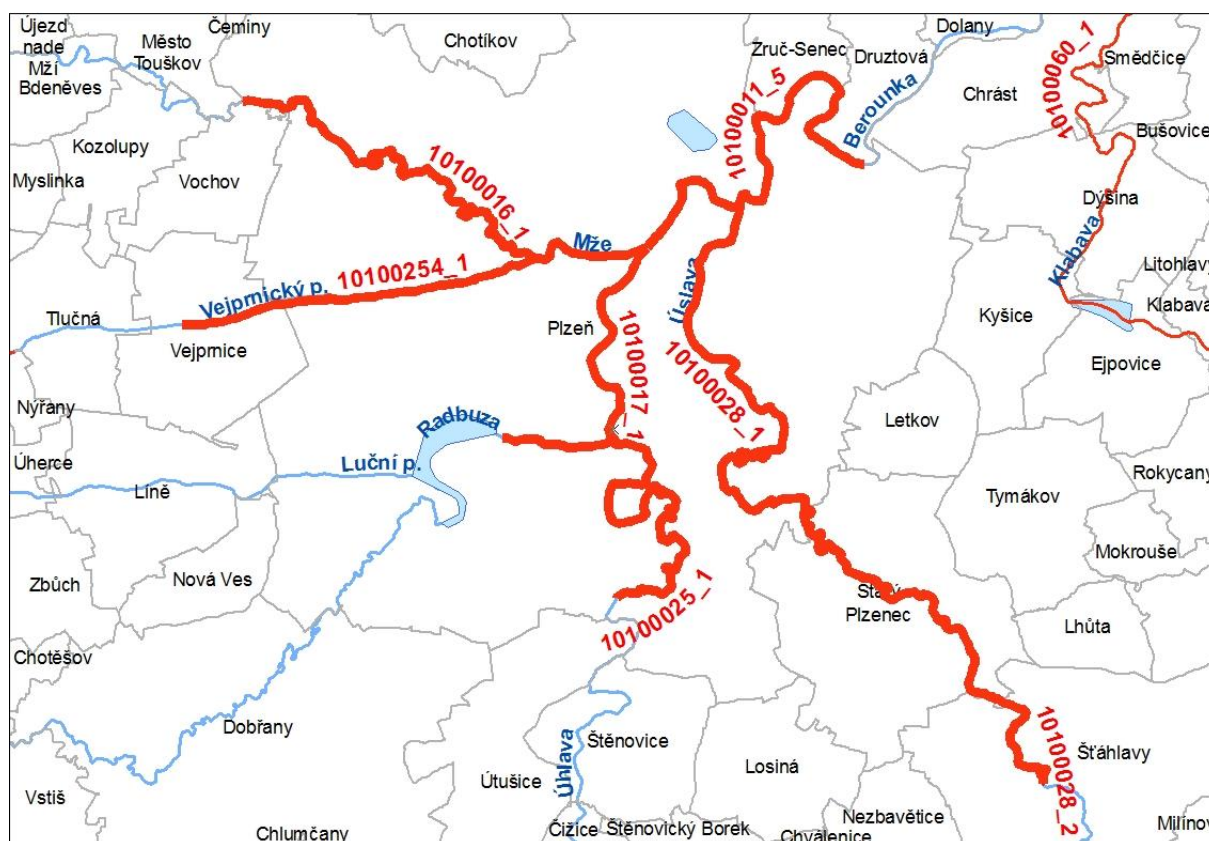 Újezd
nade
Mží
Město
Touškov
Čeminy
Chotíkov
Zruč-Senec
Druztová
Dolany
Smědčice
Bdeněves
Chrást
10100060_1
10100011_5
Berounka
Bušovice
Kozolupy
Myslinka
Vochov
10100016_1
Dýšina
Klabava
Mže
Litohlavy
Klabava
Vejprnický p.
10100254_1
Úslava
Tlučná
Vejprnice
Plzeň
Kyšice
Ejpovice
10100017_1
10100028_1
Nýřany
Radbuza
Letkov
Úherce
Líně
Luční p.
Tymákov
Rokycany
Zbůch
Nová Ves
Mokrouše
Starý
Plzenec
10100025_1
Lhůta
Chotěšov
Dobřany
Štěnovice
Úhlava
Losiná
Šťáhlavy
10100028_2
Vstiš
Útušice
Nezbavětice
Milínov
Chlumčany
Čižice
Štěnovický Borek
Chválenice